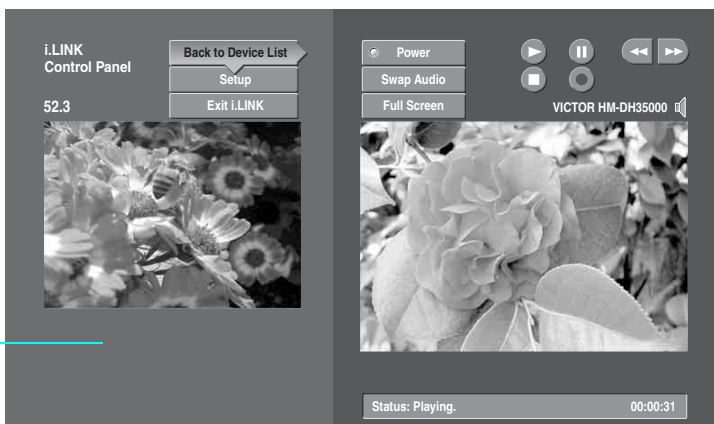 i.LINK
Control Panel
52.3
Back to Device List
Setup
Exit i.LINK
Power
Swap Audio
Full Screen
VICTOR HM-DH35000
Status: Playing. 00:00:31